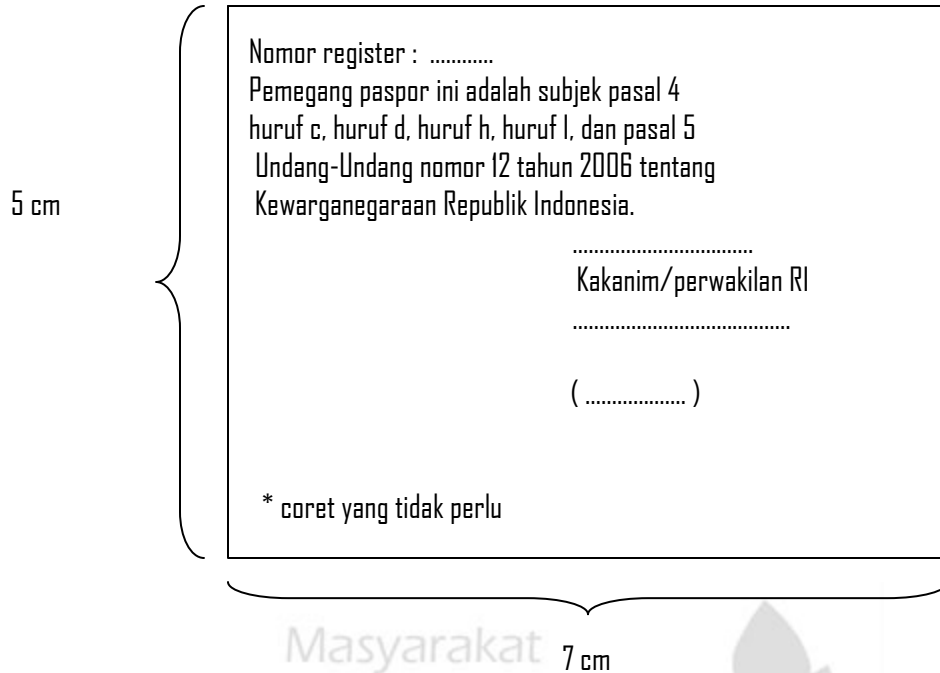 Nomor register : ............
Pemegang paspor ini adalah subjek pasal 4
huruf c, huruf d, huruf h, huruf l, dan pasal 5
Undang-Undang nomor 12 tahun 2006 tentang
Kewarganegaraan Republik Indonesia.
5 cm
..................................
Kakanim/perwakilan RI
.........................................
( ................... )
* coret yang tidak perlu
Masyarakat
7 cm